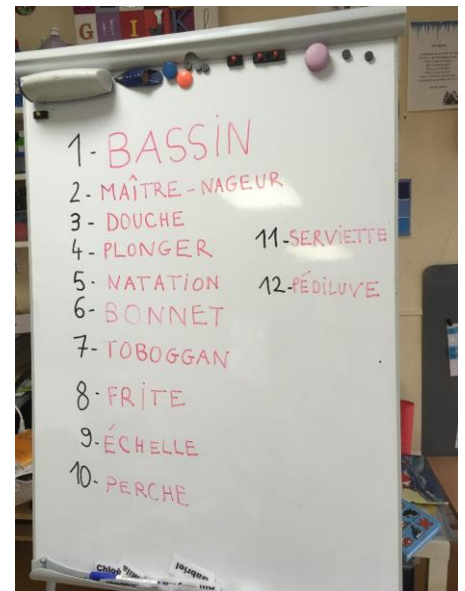 G U I K
1- BASSiN
2- MAÎTRE-NAGEUR
3- DOUCHE
4- PLONGER
5- NATATiON
6- BONNET
7- TOBOGGAN
8- FRiTE
9- ÉCHELLE
10- PERCHE
11-SERViETTE
12-PÉDiLUVE
Chloé
Gabriel